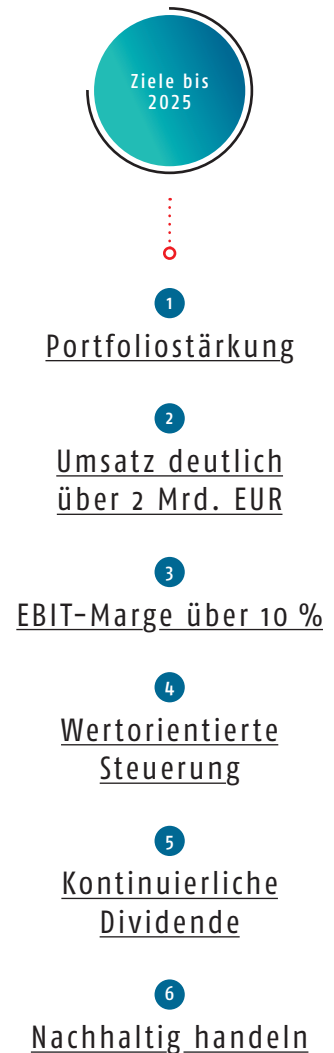 Ziele bis
2025
1
Portfoliostärkung
2
Umsatz deutlich
über 2 Mrd. EUR
3
EBIT-Marge über 10 %
4
Wertorientierte
Steuerung
5
Kontinuierliche
Dividende
6
Nachhaltig handeln